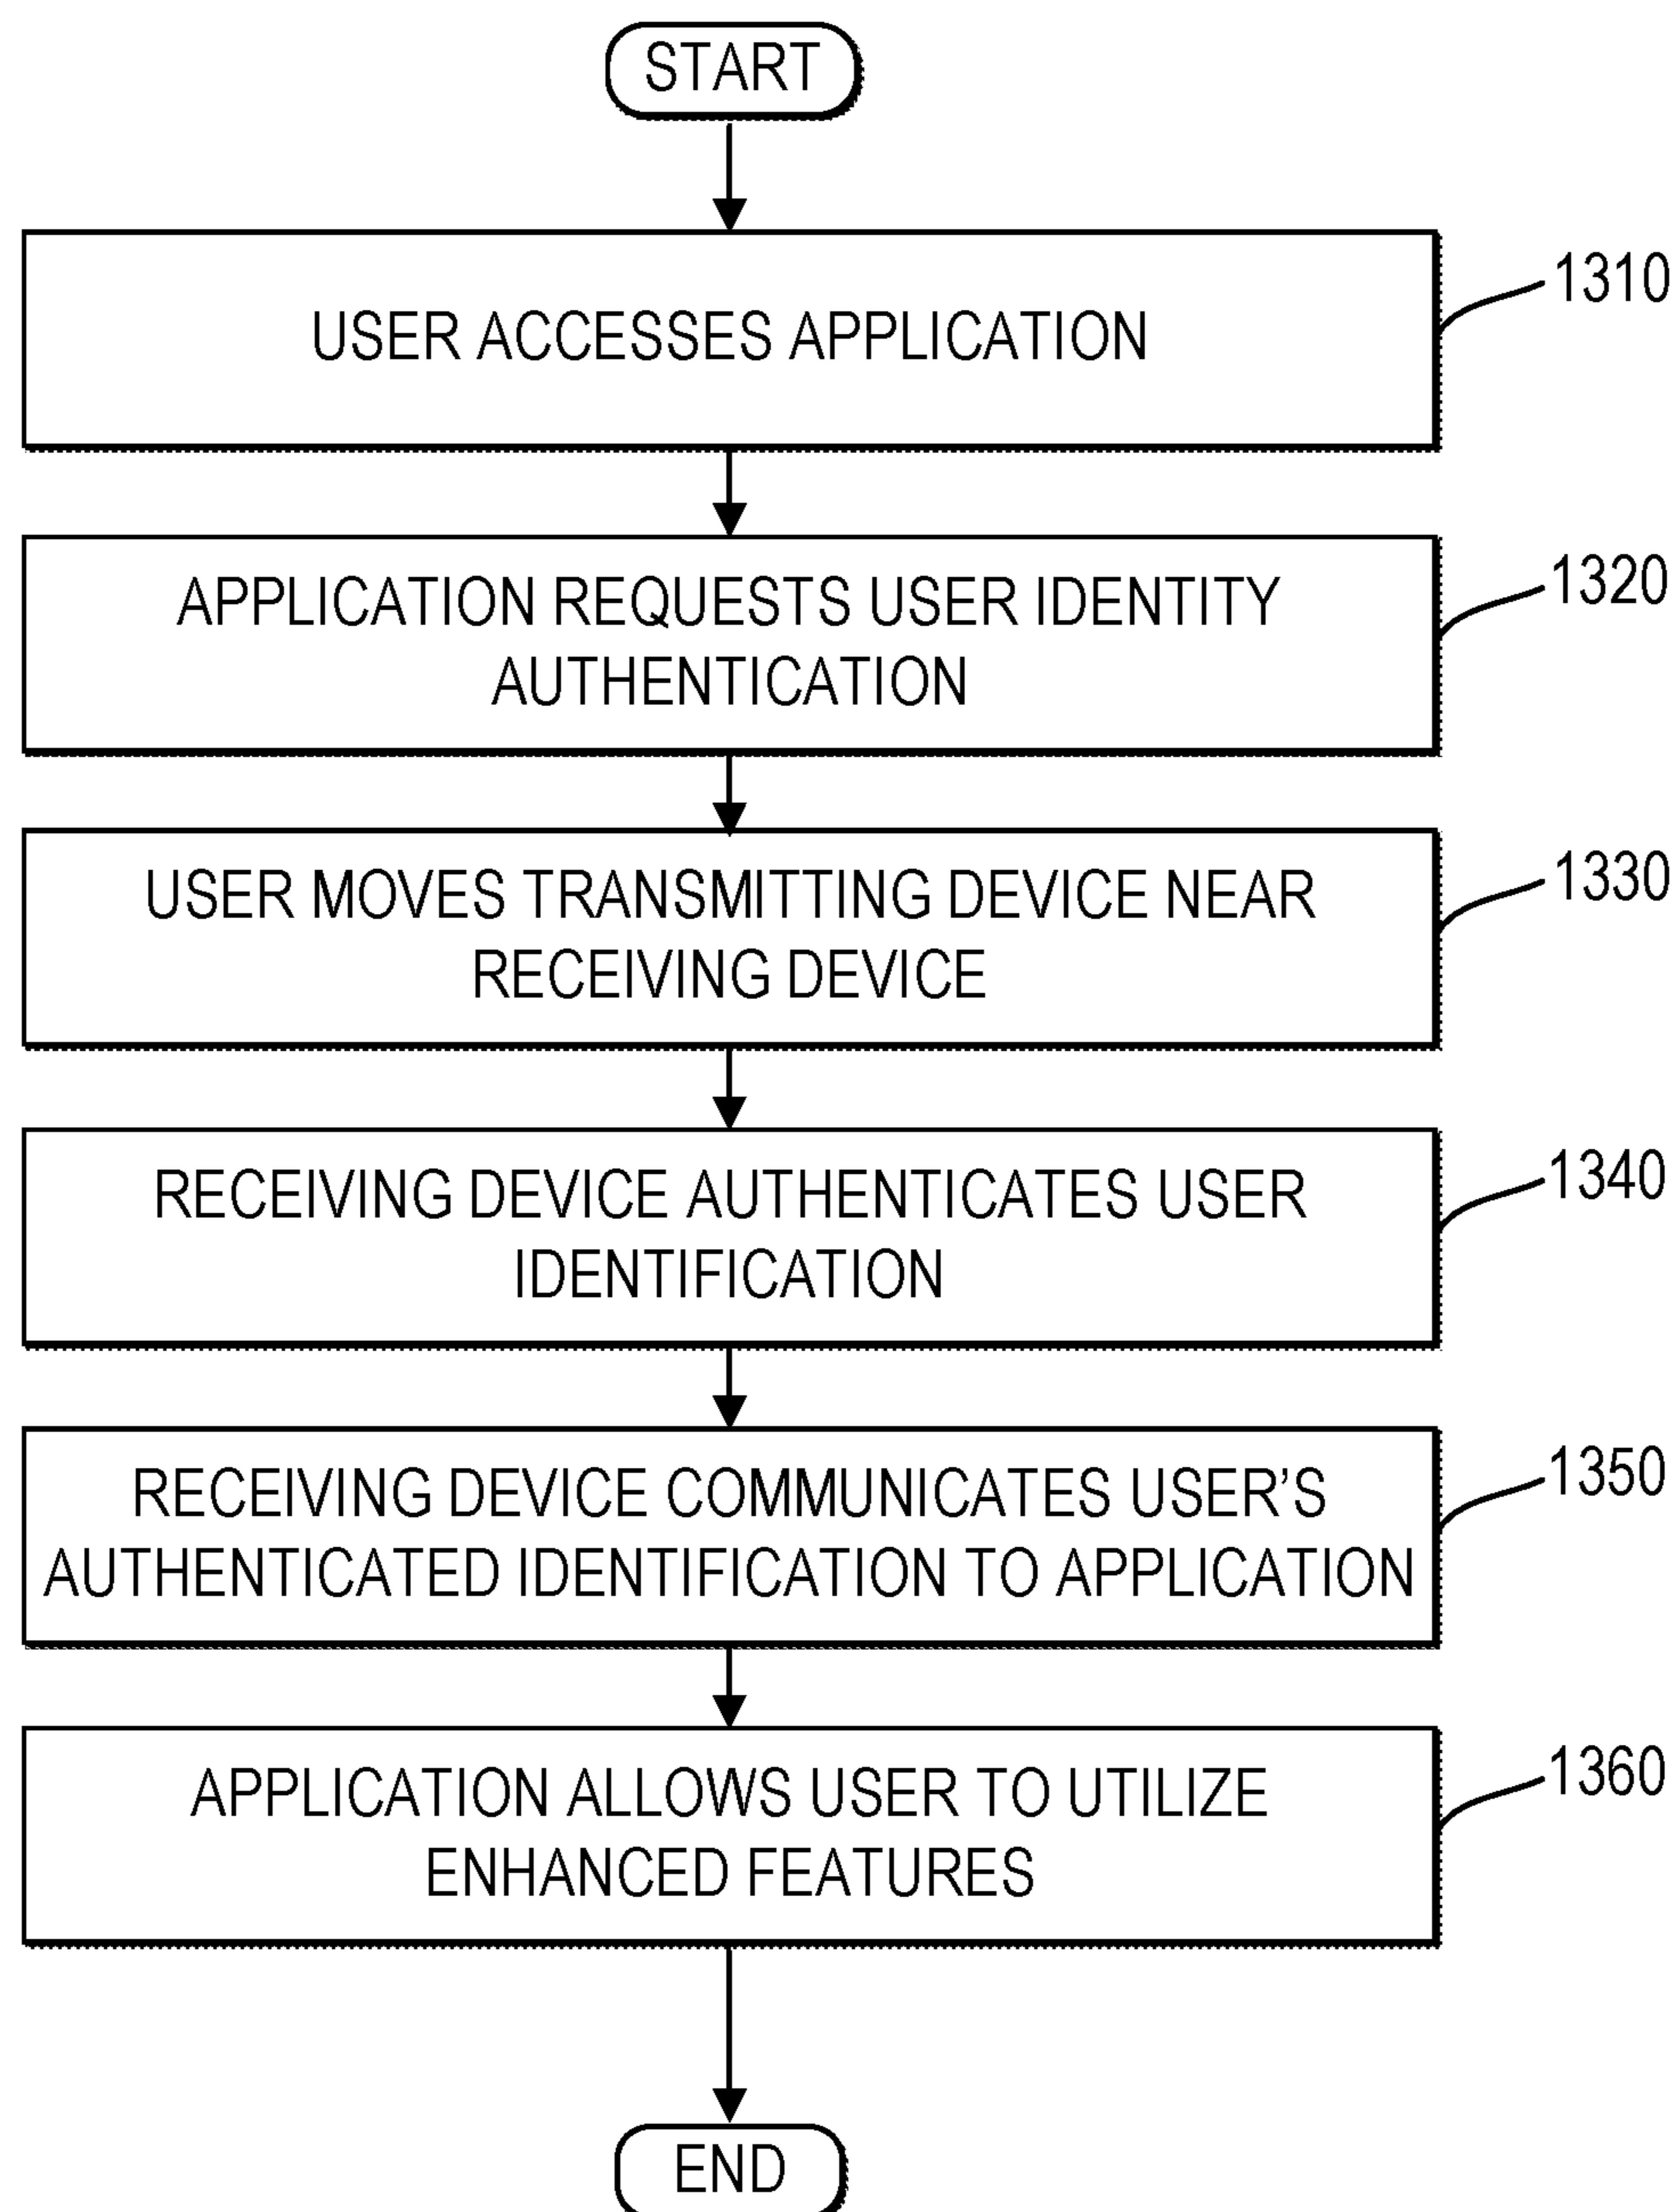 START
USER ACCESSES APPLICATION
1310
APPLICATION REQUESTS USER IDENTITY
AUTHENTICATION
1320
USER MOVES TRANSMITTING DEVICE NEAR
RECEIVING DEVICE
1330
RECEIVING DEVICE AUTHENTICATES USER
IDENTIFICATION
1340
RECEIVING DEVICE COMMUNICATES USER’S
AUTHENTICATED IDENTIFICATION TO APPLICATION
1350
APPLICATION ALLOWS USER TO UTILIZE
ENHANCED FEATURES
1360
END